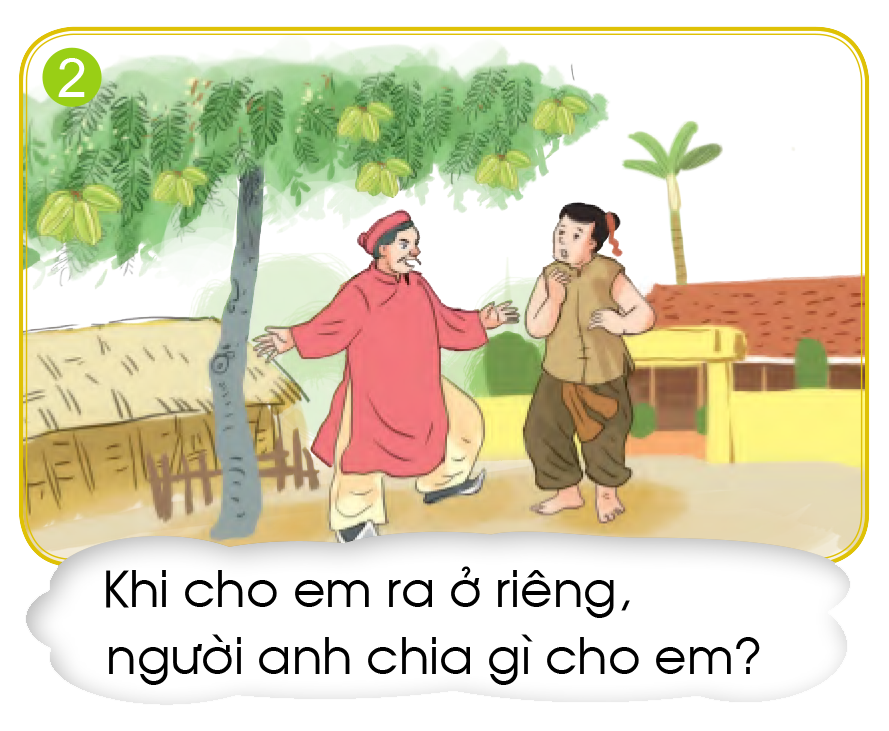 2
Khi cho em ra ở riêng,
người anh chia gì cho em?